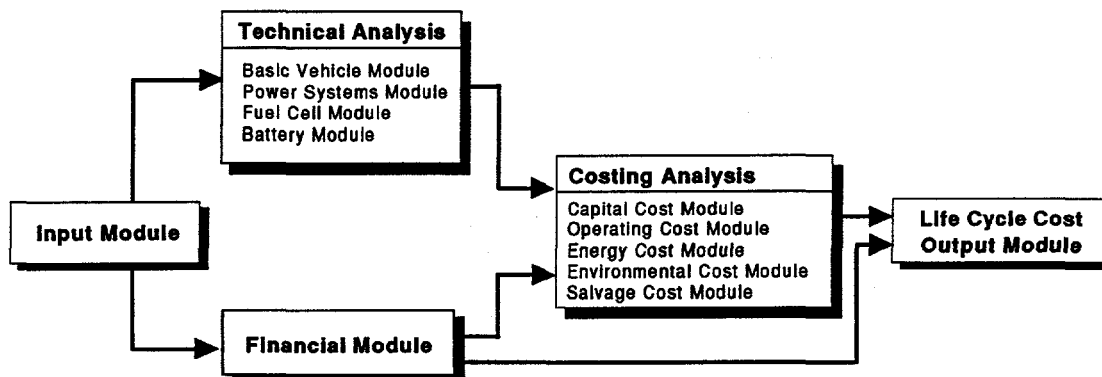 Technical Analysis
Basic Vehicle Module
Power Systems Module
Fuel Cell Module
Battery Module
Input Module
Financial Module
Costing Analysis
Capital Cost Module
Operating Cost Module
Energy Cost Module
Environmental Cost Module
Salvage Cost Module
Life Cycle Cost
Output Module